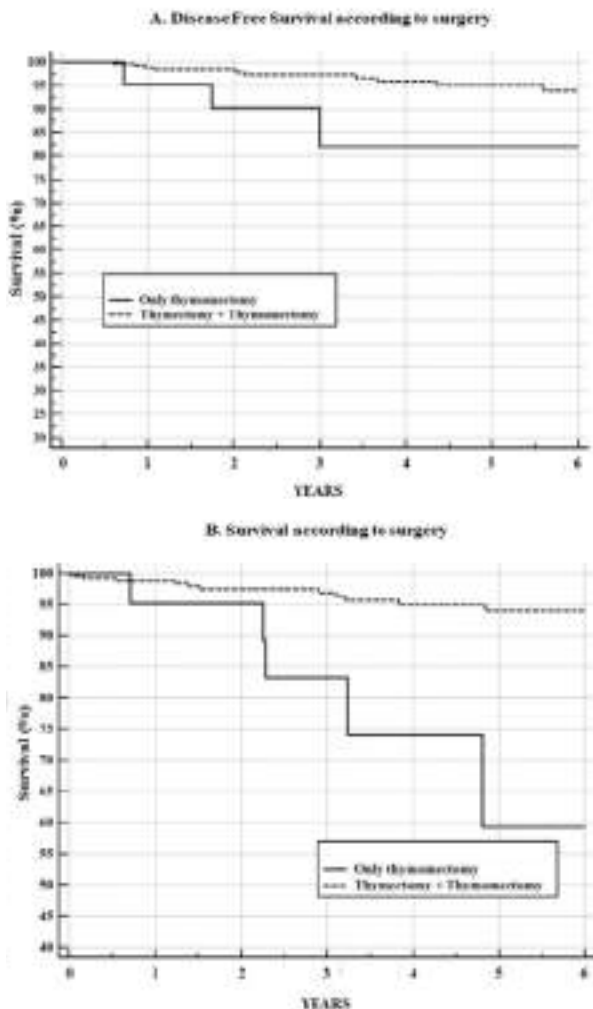 A. Disease Free Survival according to surgery
100
95
90
85
80
75
70
65
60
55
50
45
40
35
30
25
20
Survival (%)
Only thymomectomy
Thymectomy + Thymomectomy
0 1 2 3 4 5 6
YEARS
B. Survival according to surgery
100
95
90
85
80
75
70
65
60
55
50
45
40
Survival (%)
Only thymomectomy
Thymectomy + Thymomectomy
0 1 2 3 4 5 6
YEARS